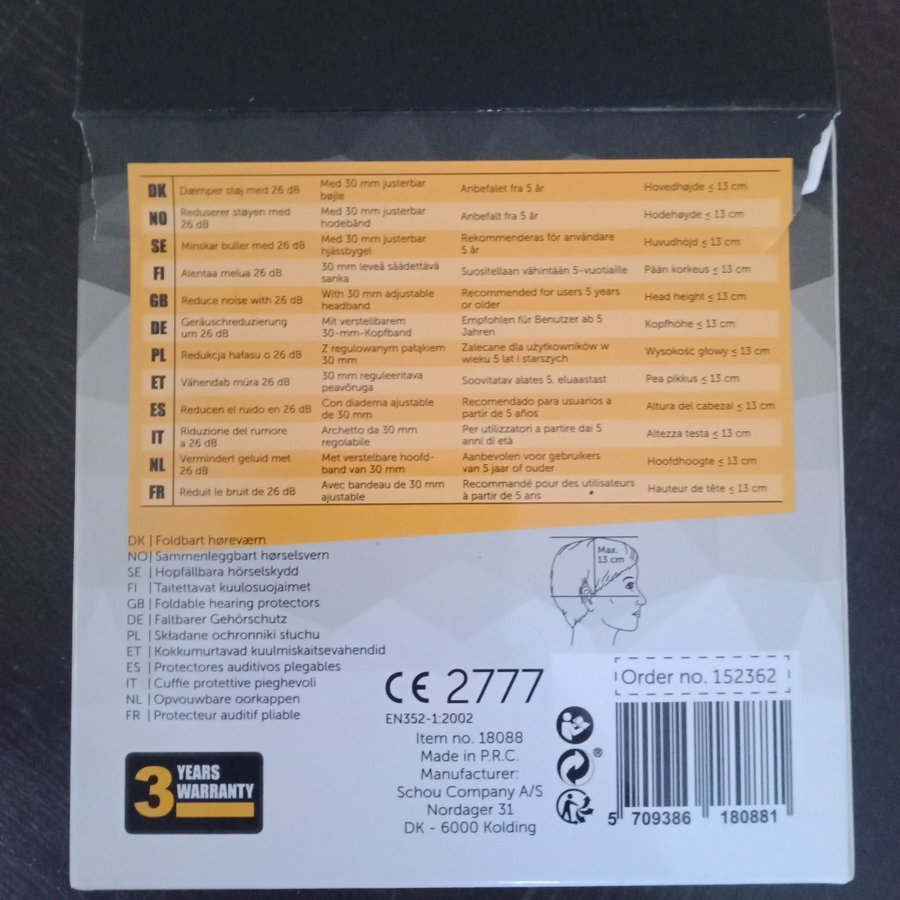 DK Dæmper støj med 26 dB Med 30 mm justerbar bøjle Anbefalet fra 5 år Hovedhøjde ≤ 13 cm
NO Reduserer støyen med 26 dB Med 30 mm justerbar hodebånd Anbefalt fra 5 år Hodehøyde ≤ 13 cm
SE Minskar buller med 26 dB Med 30 mm justerbar hjässbygel Rekommenderas för användare 5 år Huvudhöjd ≤ 13 cm
FI Alentaa melua 26 dB 30 mm leveä säädettävä sanka Suositellaan vähintään 5-vuotiaille Pään korkeus ≤ 13 cm
GB Reduce noise with 26 dB With 30 mm adjustable headband Recommended for users 5 years or older Head height ≤ 13 cm
DE Geräuschreduzierung um 26 dB Mit verstellbarem 30-mm-Kopfband Empfohlen für Benutzer ab 5 Jahren Kopfhöhe ≤ 13 cm
PL Redukcja hałasu o 26 dB Z regulowanym pałąkiem 30 mm Zalecane dla użytkowników w wieku 5 lat i starszych Wysokość głowy ≤ 13 cm
ET Vähendab müra 26 dB 30 mm reguleeritava peavõruga Soovitatav alates 5. eluaastast Pea pikkus ≤ 13 cm
ES Reducen el ruido en 26 dB Con diadema ajustable de 30 mm Recomendado para usuarios a partir de 5 años Altura del cabezal ≤ 13 cm
IT Riduzione del rumore a 26 dB Archetto da 30 mm regolabile Per utilizzatori a partire dai 5 anni di età Altezza testa ≤ 13 cm
NL Vermindert geluid met 26 dB Met verstelbare hoofd-band van 30 mm Aanbevolen voor gebruikers van 5 jaar of ouder Hoofdhoogte ≤ 13 cm
FR Réduit le bruit de 26 dB Avec bandeau de 30 mm ajustable Recommandé pour des utilisateurs à partir de 5 ans Hauteur de tête ≤ 13 cm
DK | Foldbart høreværn
NO | Sammenleggbart hørselsvern
SE | Hopfällbara hörselskydd
FI | Taitettavat kuulosuojaimet
GB | Foldable hearing protectors
DE | Faltbarer Gehörschutz
PL | Składane ochronniki słuchu
ET | Kokkumurtavad kuulmiskaitsevahendid
ES | Protectores auditivos plegables
IT | Cuffie protettive pieghevoli
NL | Opvouwbare oorkappen
FR | Protecteur auditif pliable
Max.
13 cm
CE 2777
EN352-1:2002
Item no. 18088
Made in P.R.C.
Manufacturer:
Schou Company A/S
Nordager 31
DK - 6000 Kolding
Order no. 152362
®
5 709386 180881
3 YEARS
WARRANTY